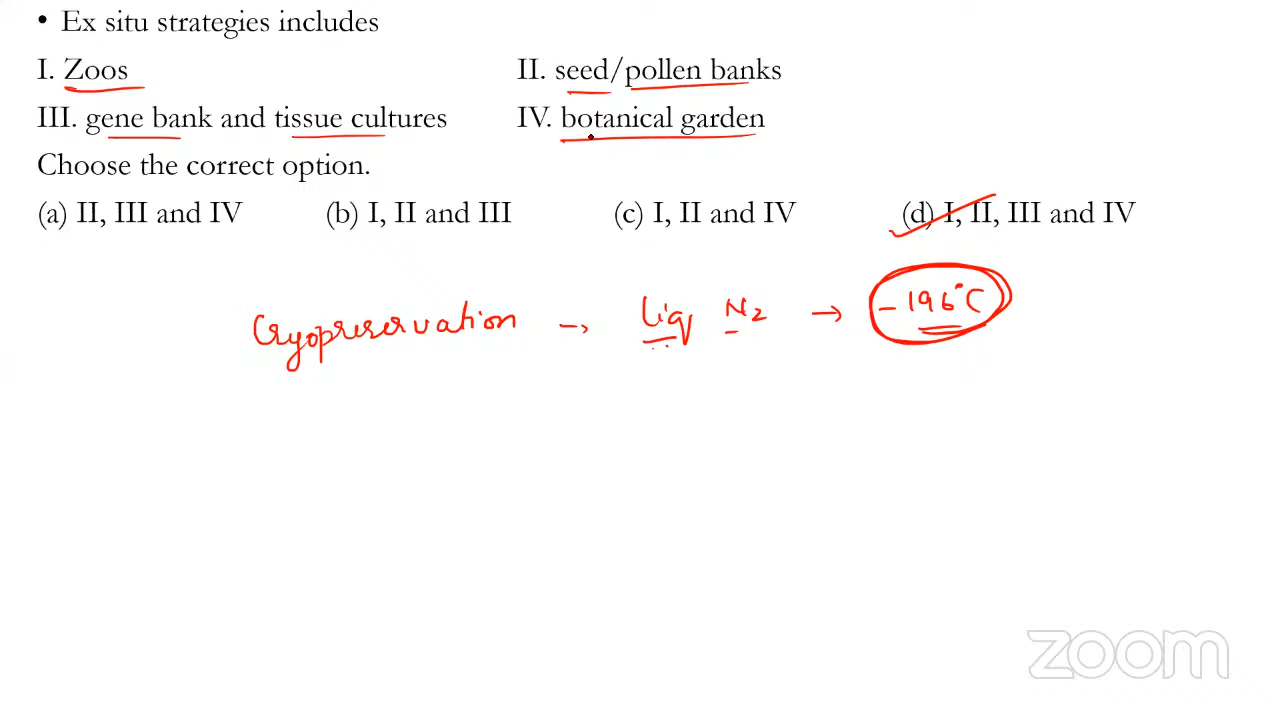 • Ex situ strategies includes
I. Zoos II. seed/pollen banks
III. gene bank and tissue cultures IV. botanical garden
Choose the correct option.
(a) II, III and IV (b) I, II and III (c) I, II and IV (d) I, II, III and IV
Cryopreservation → liq N2 → -196°C
zoom